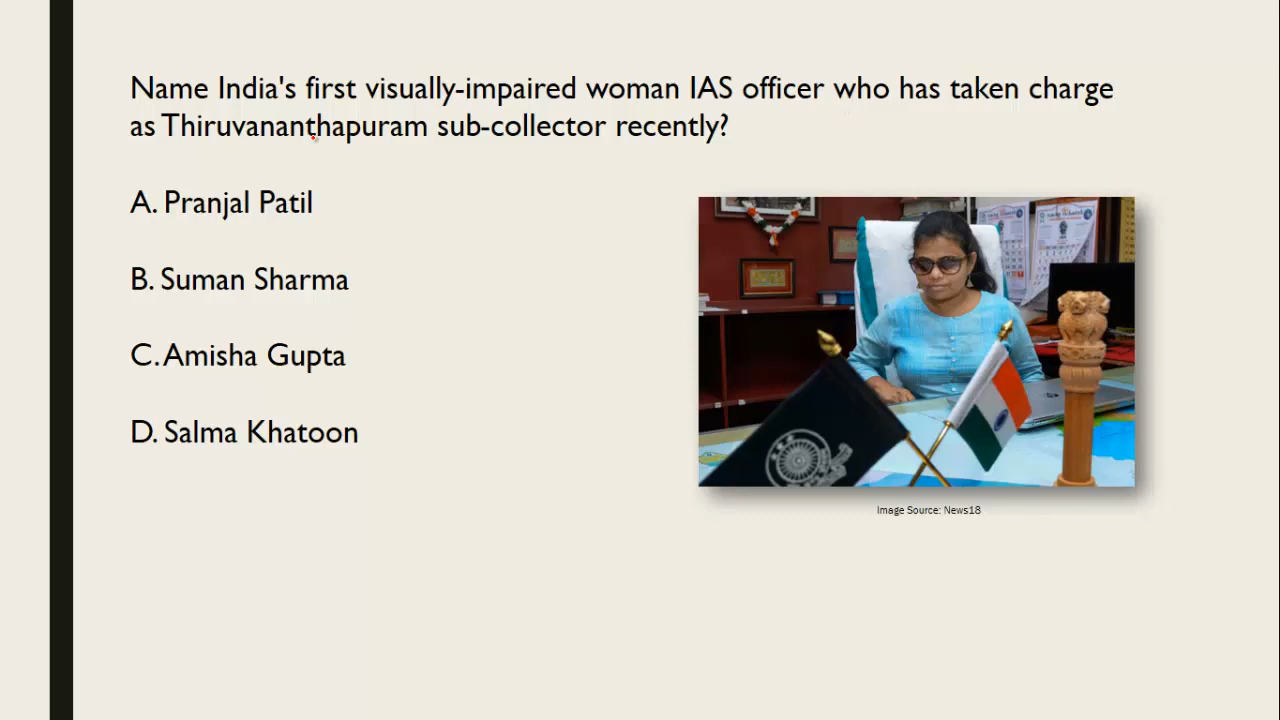 Name India's first visually-impaired woman IAS officer who has taken charge
as Thiruvananthapuram sub-collector recently?
A. Pranjal Patil
B. Suman Sharma
C. Amisha Gupta
D. Salma Khatoon
Image Source: News18